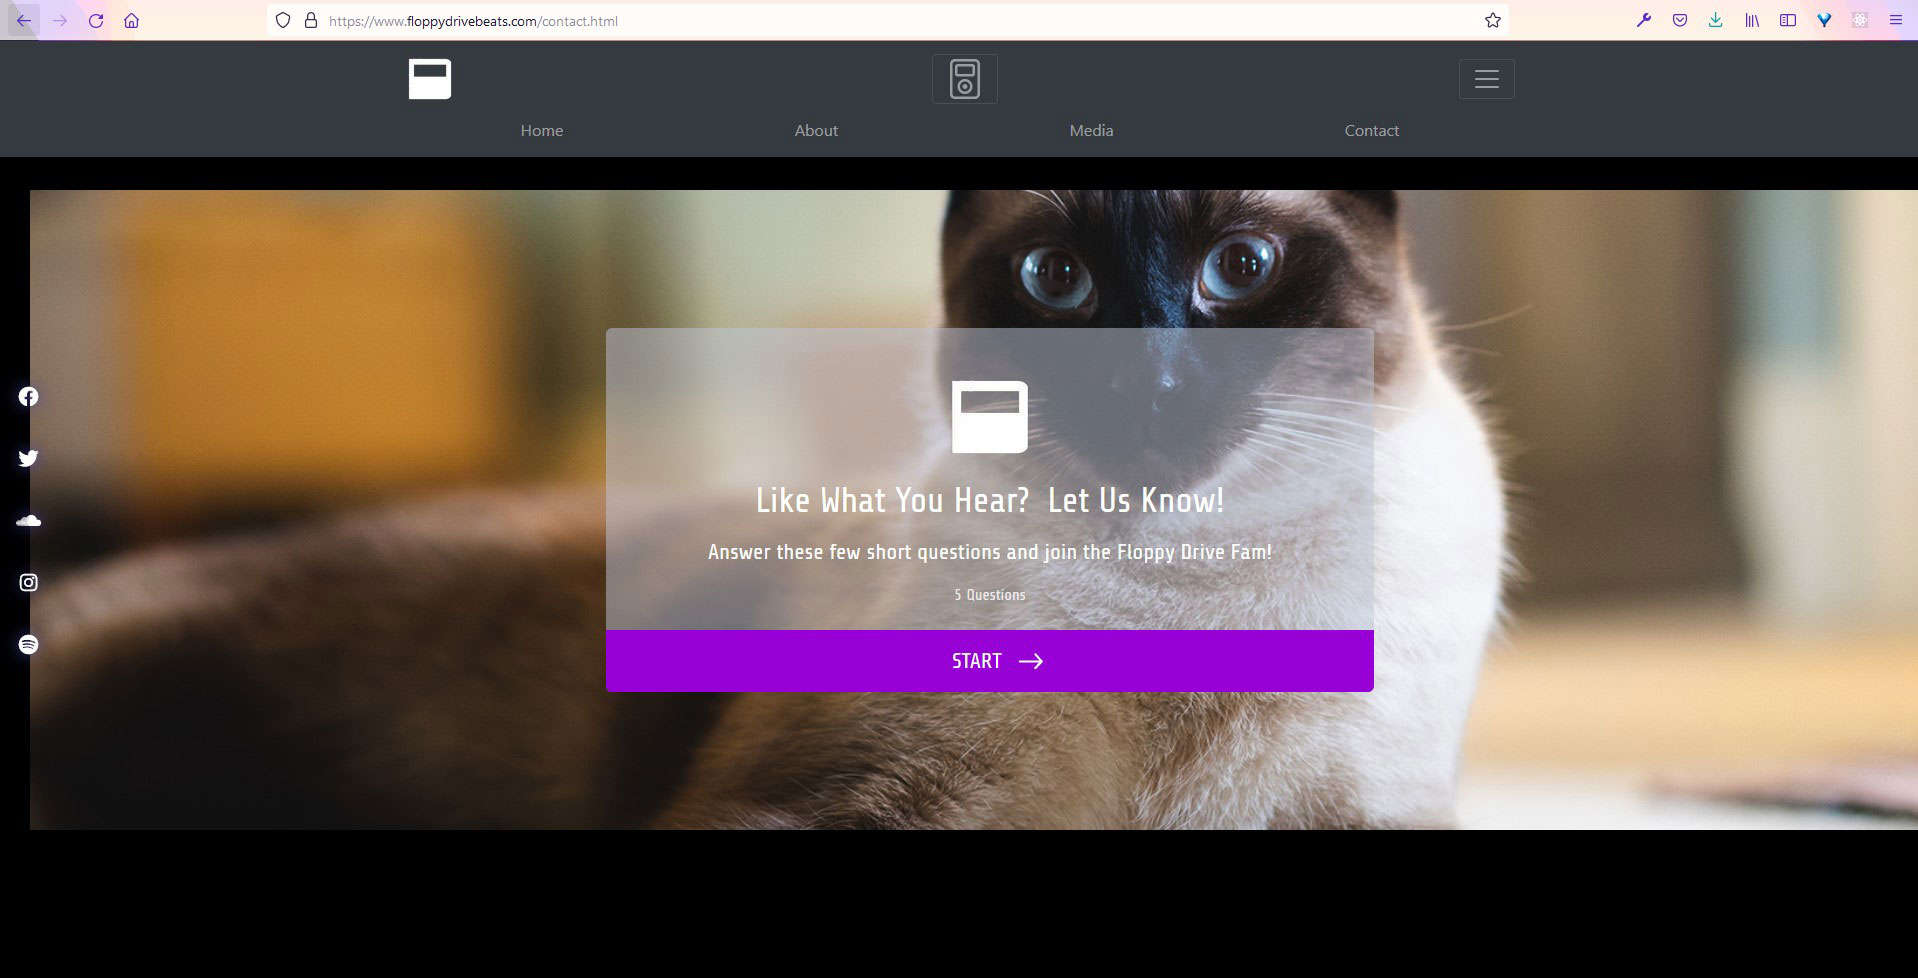 https://www.floppydrivebeats.com/contact.html
Home About Media Contact
Like What You Hear? Let Us Know!
Answer these few short questions and join the Floppy Drive Fam!
5 Questions
START